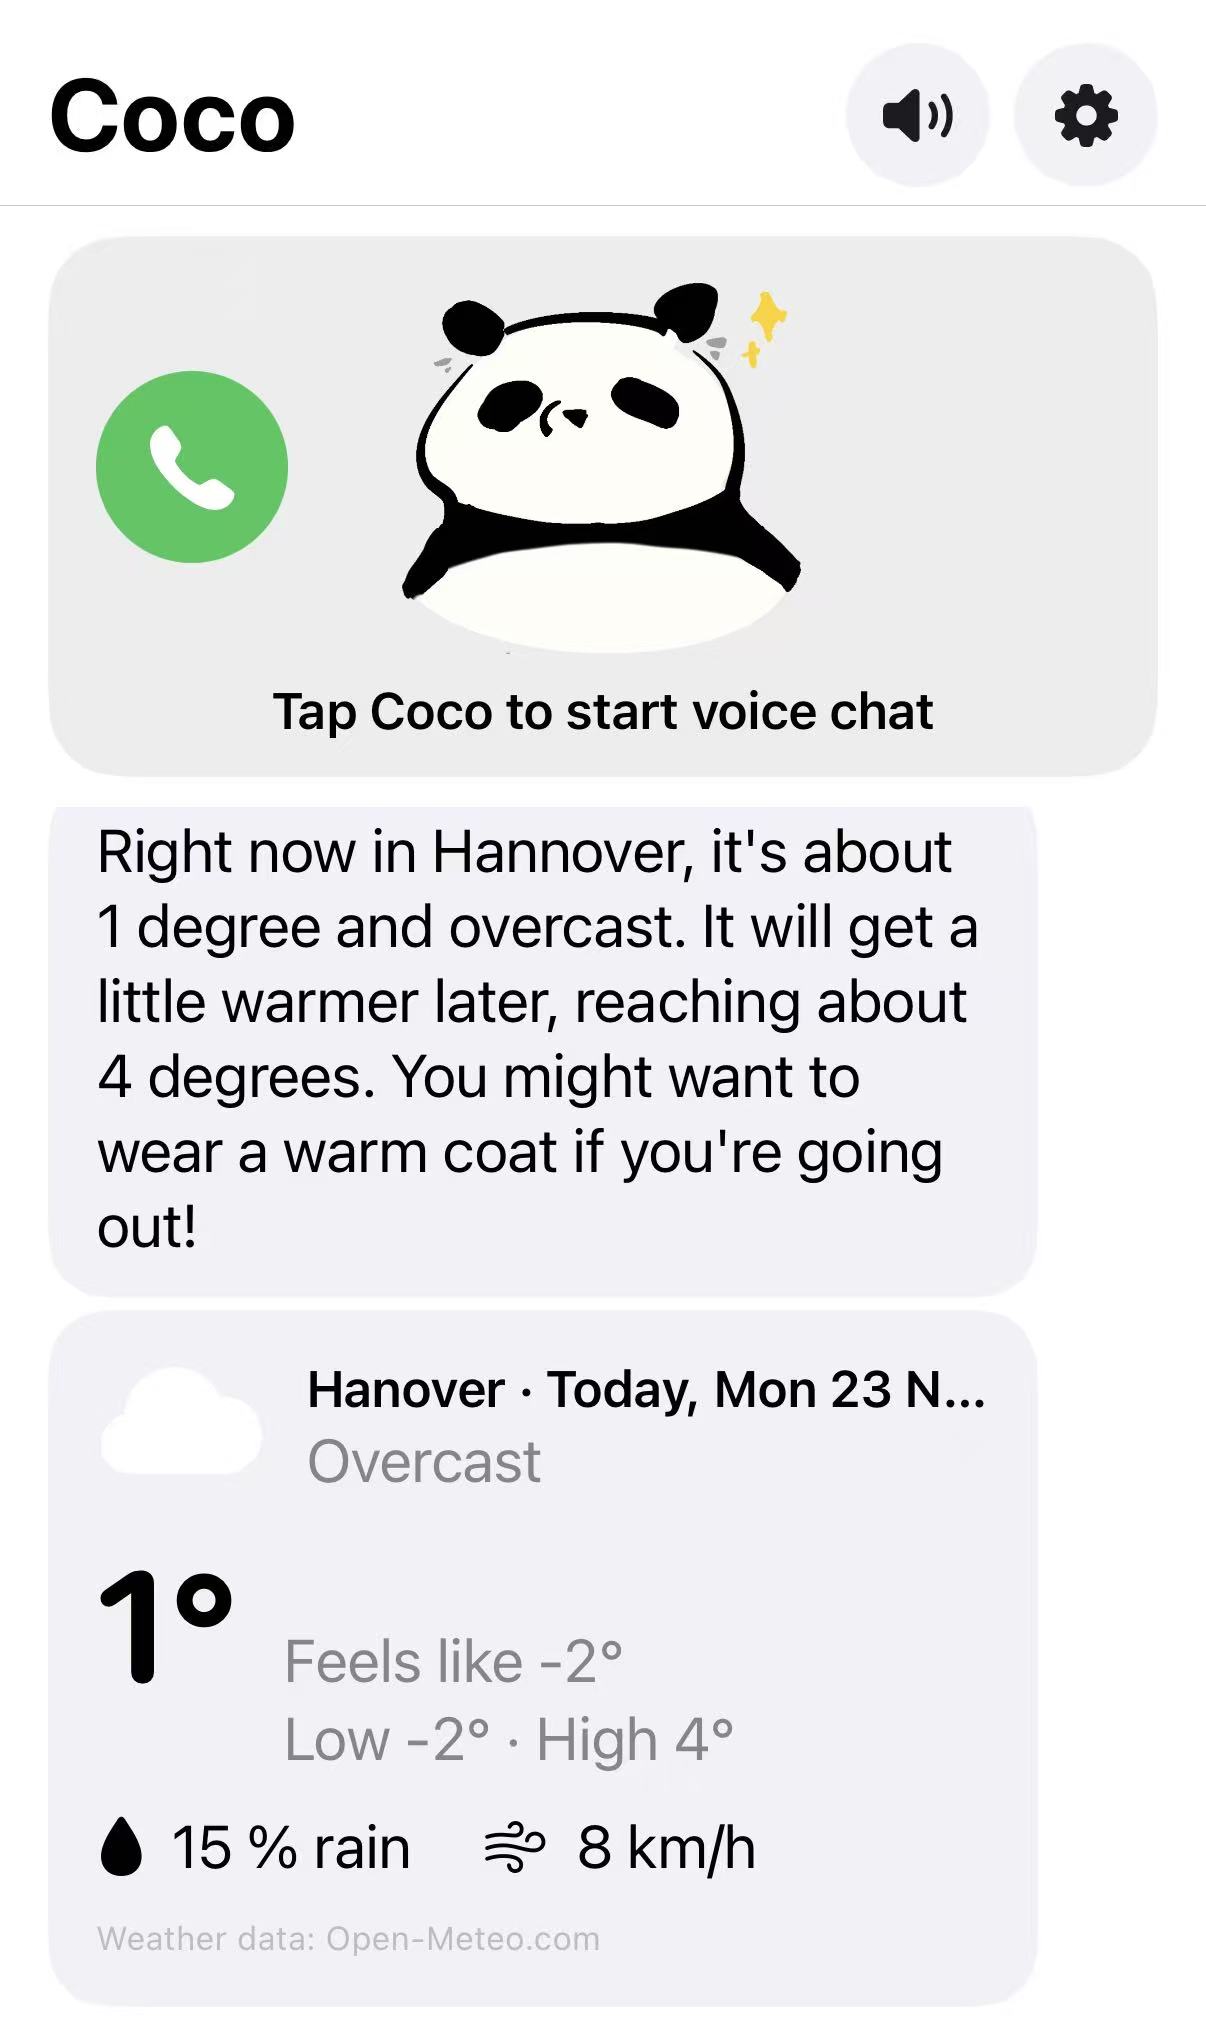 Coco
Tap Coco to start voice chat
Right now in Hannover, it's about
1 degree and overcast. It will get a
little warmer later, reaching about
4 degrees. You might want to
wear a warm coat if you're going
out!
Hanover · Today, Mon 23 N...
Overcast
1°
Feels like -2°
Low -2° · High 4°
15 % rain 8 km/h
Weather data: Open-Meteo.com